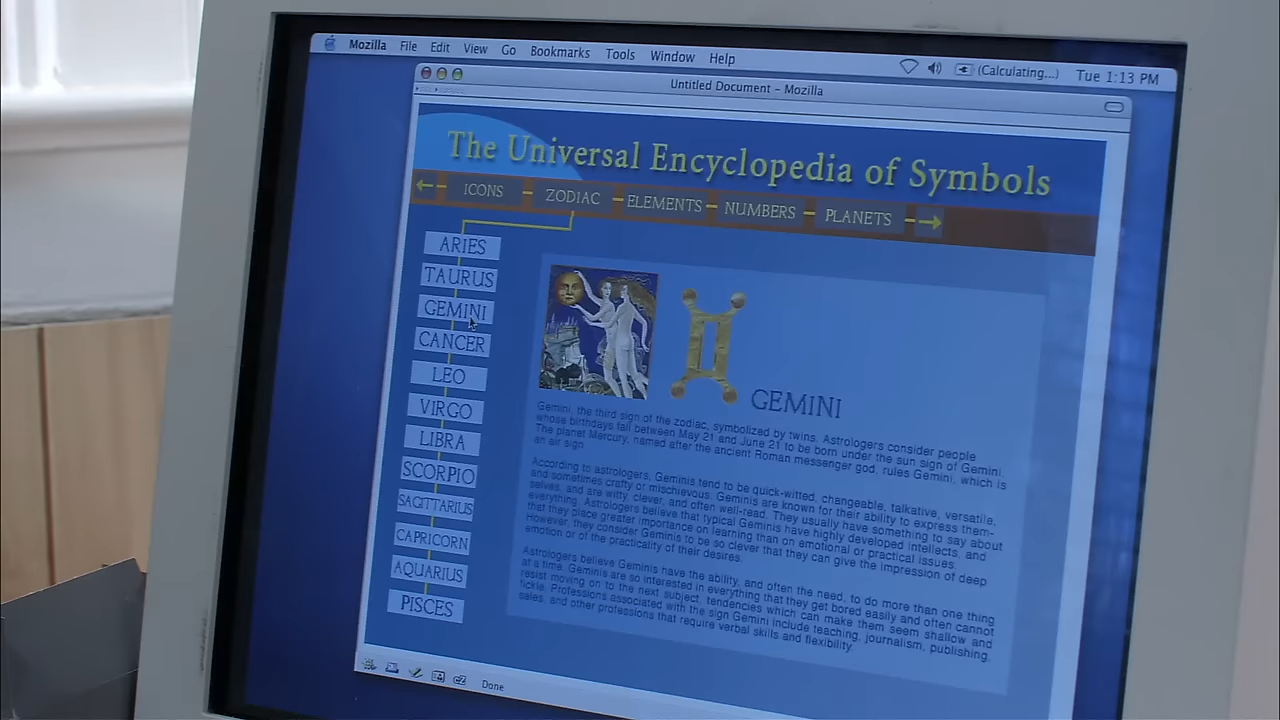 Mozilla File Edit View Go Bookmarks Tools Window Help (Calculating...) Tue 1:13 PM
Untitled Document - Mozilla
The Universal Encyclopedia of Symbols
ICONS ZODIAC ELEMENTS NUMBERS PLANETS
ARIES
TAURUS
GEMINI
CANCER
LEO
VIRGO
LIBRA
SCORPIO
SAGITTARIUS
CAPRICORN
AQUARIUS
PISCES
GEMINI
Gemini, the third sign of the zodiac, symbolized by twins. Astrologers consider people
whose birthdays fall between May 21 and June 21 to be born under the sun sign of Gemini.
The planet Mercury, named after the ancient Roman messenger god, rules Gemini, which is
an air sign
According to astrologers, Geminis tend to be quick-witted, changeable, talkative, versatile,
and sometimes crafty or mischievous. Geminis are known for their ability to express them-
selves, and are witty, clever, and often well-read. They usually have something to say about
everything. Astrologers believe that typical Geminis have highly developed intellects, and
that they place greater importance on learning than on emotional or practical issues.
However, they consider Geminis to be so clever that they can give the impression of deep
emotion or of the practicality of their desires.
Astrologers believe Geminis have the ability, and often the need, to do more than one thing
at a time. Geminis are so interested in everything that they get bored easily and often cannot
resist moving on to the next subject, tendencies which can make them seem shallow and
fickle. Professions associated with the sign Gemini include teaching, journalism, publishing,
sales, and other professions that require verbal skills and flexibility.
Done